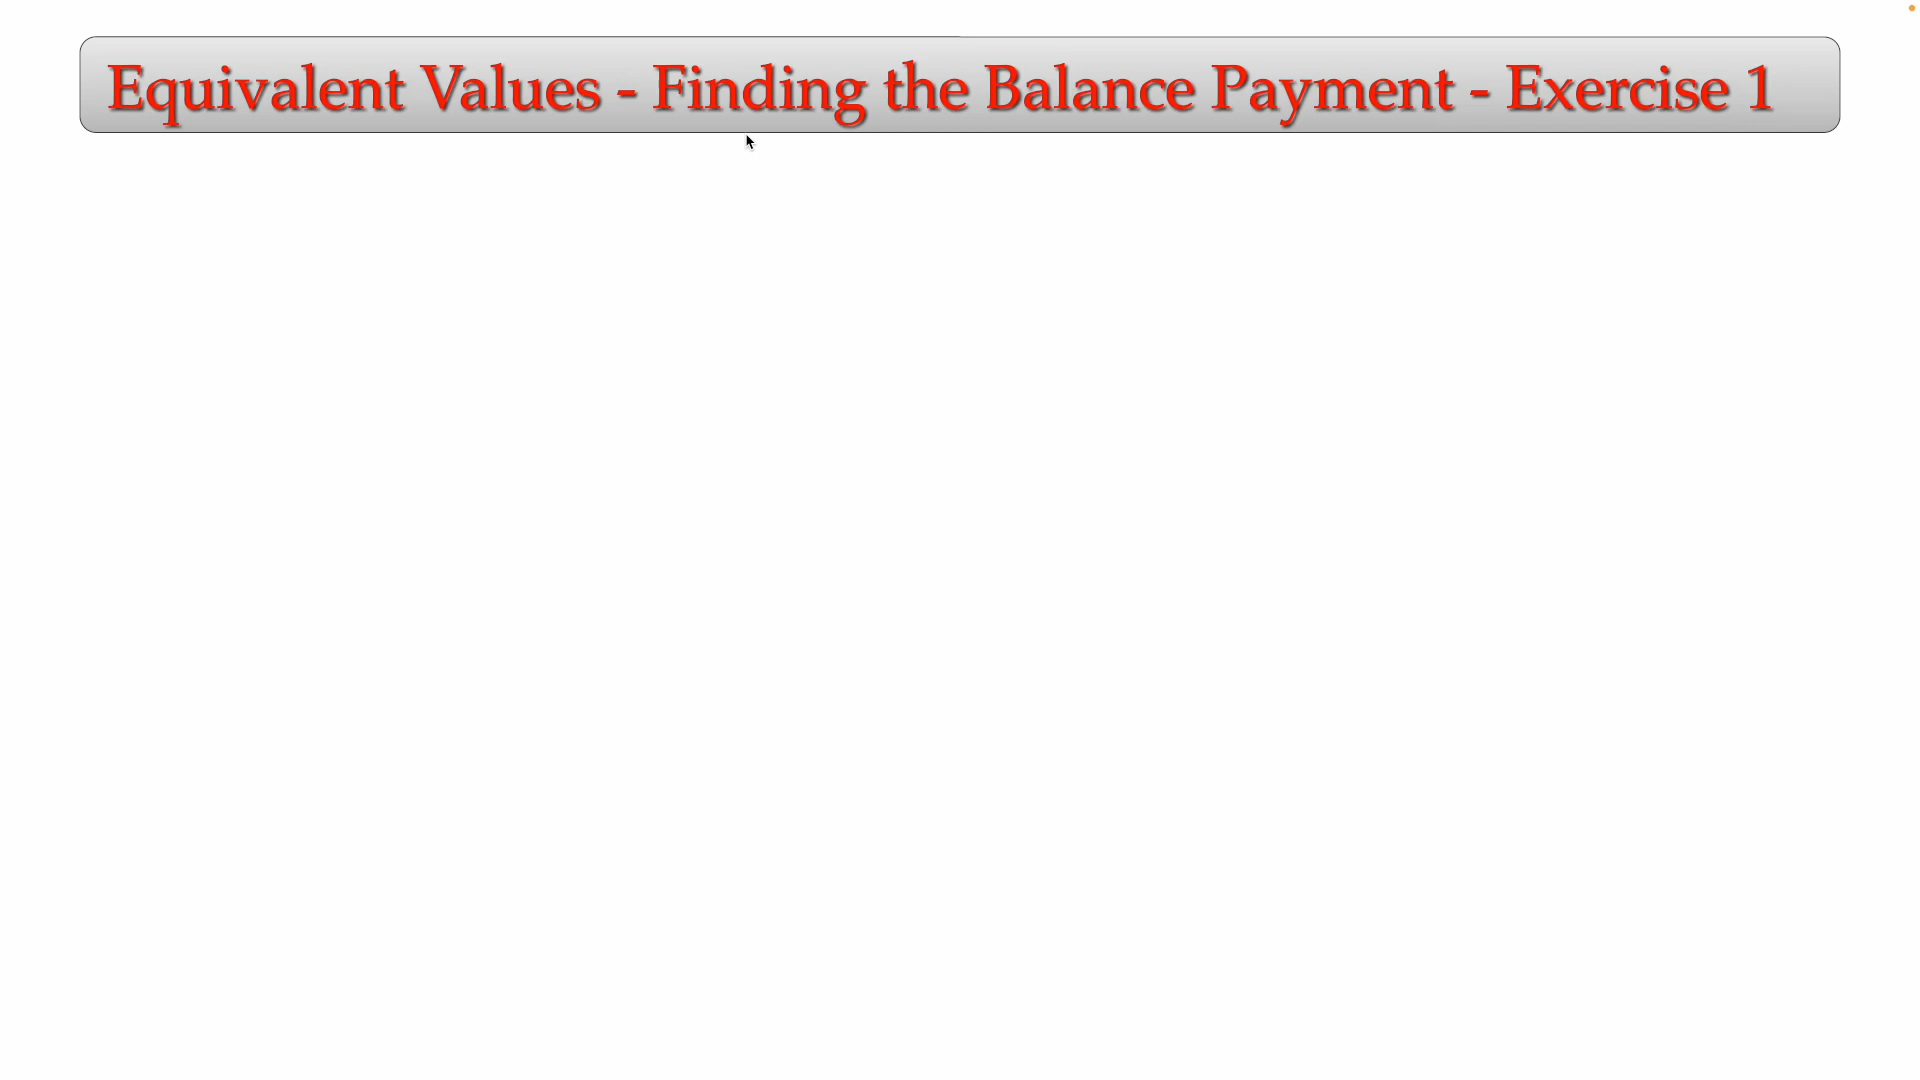 Equivalent Values - Finding the Balance Payment - Exercise 1